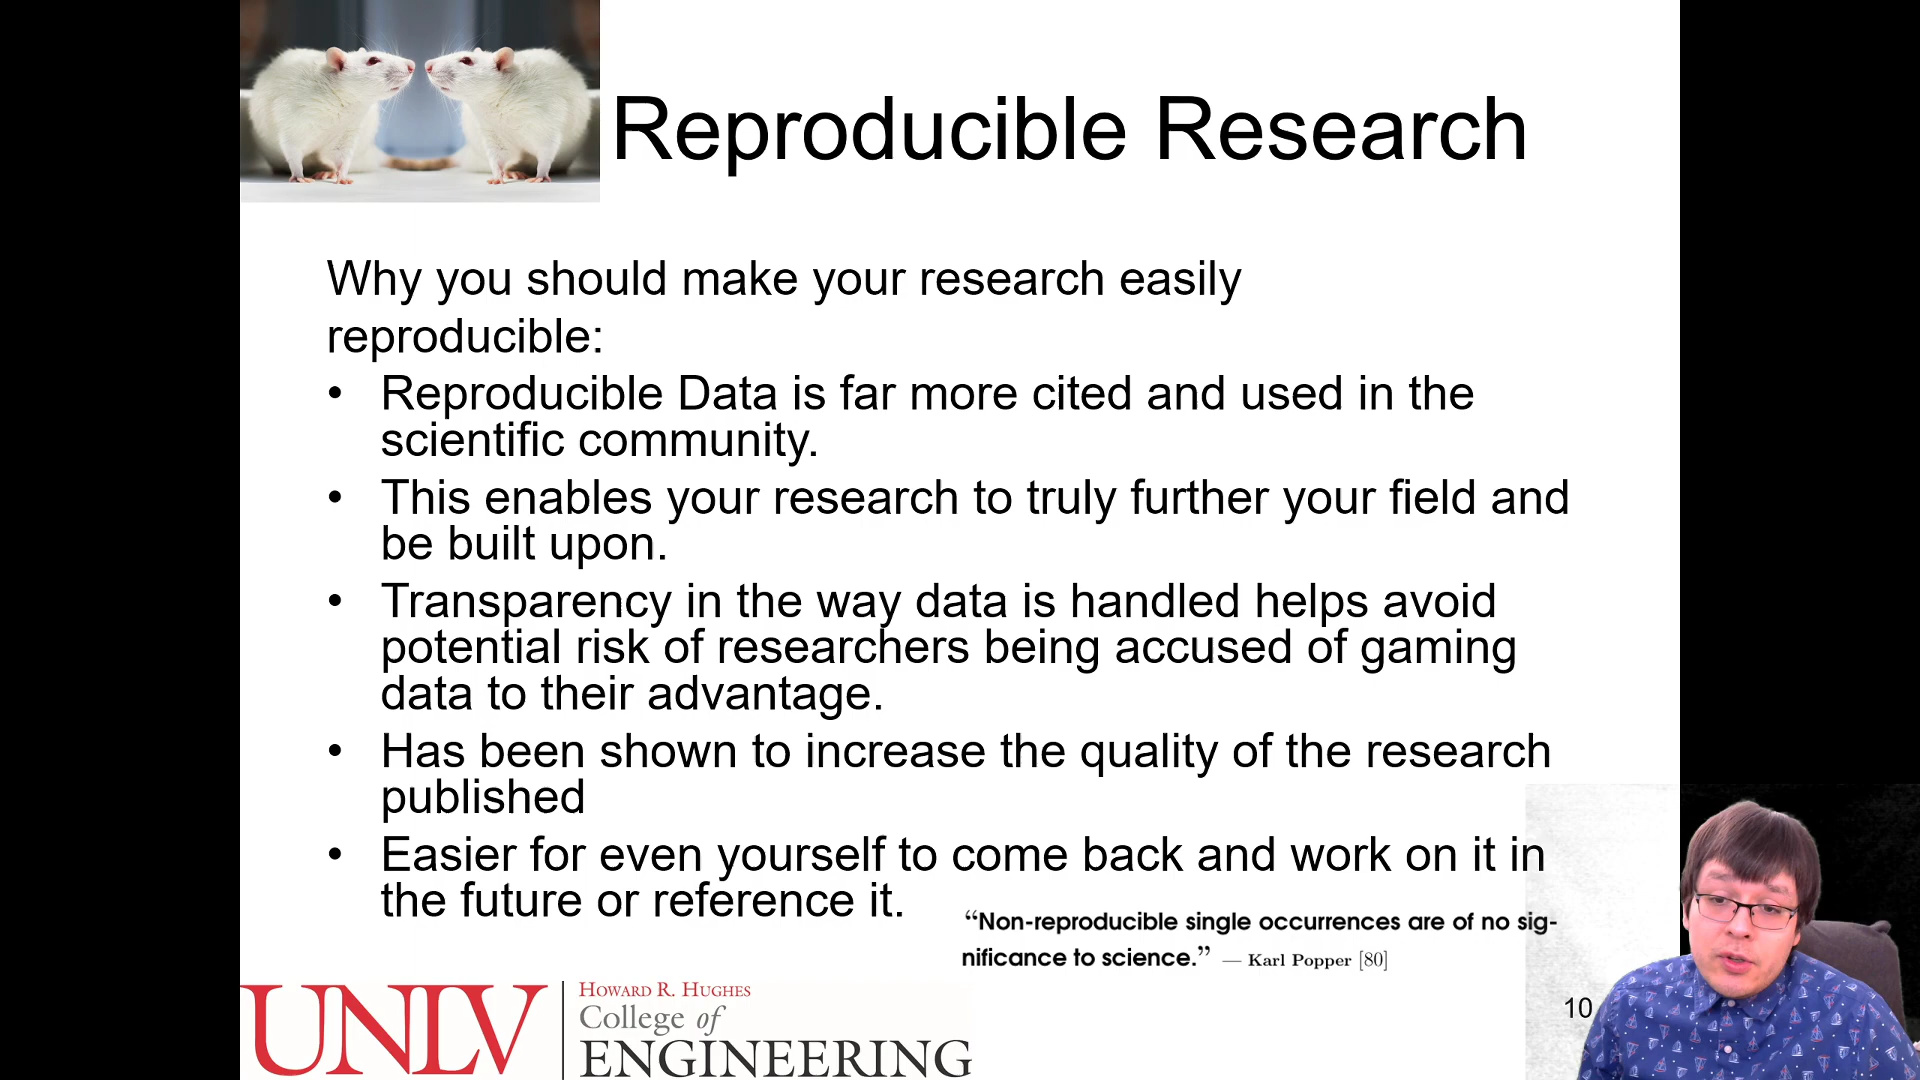 Reproducible Research
Why you should make your research easily
reproducible:
• Reproducible Data is far more cited and used in the
scientific community.
• This enables your research to truly further your field and
be built upon.
• Transparency in the way data is handled helps avoid
potential risk of researchers being accused of gaming
data to their advantage.
• Has been shown to increase the quality of the research
published
• Easier for even yourself to come back and work on it in
the future or reference it.
“Non-reproducible single occurrences are of no sig-
nificance to science.” — Karl Popper [80]
UNLV
HOWARD R. HUGHES
College of
ENGINEERING
10